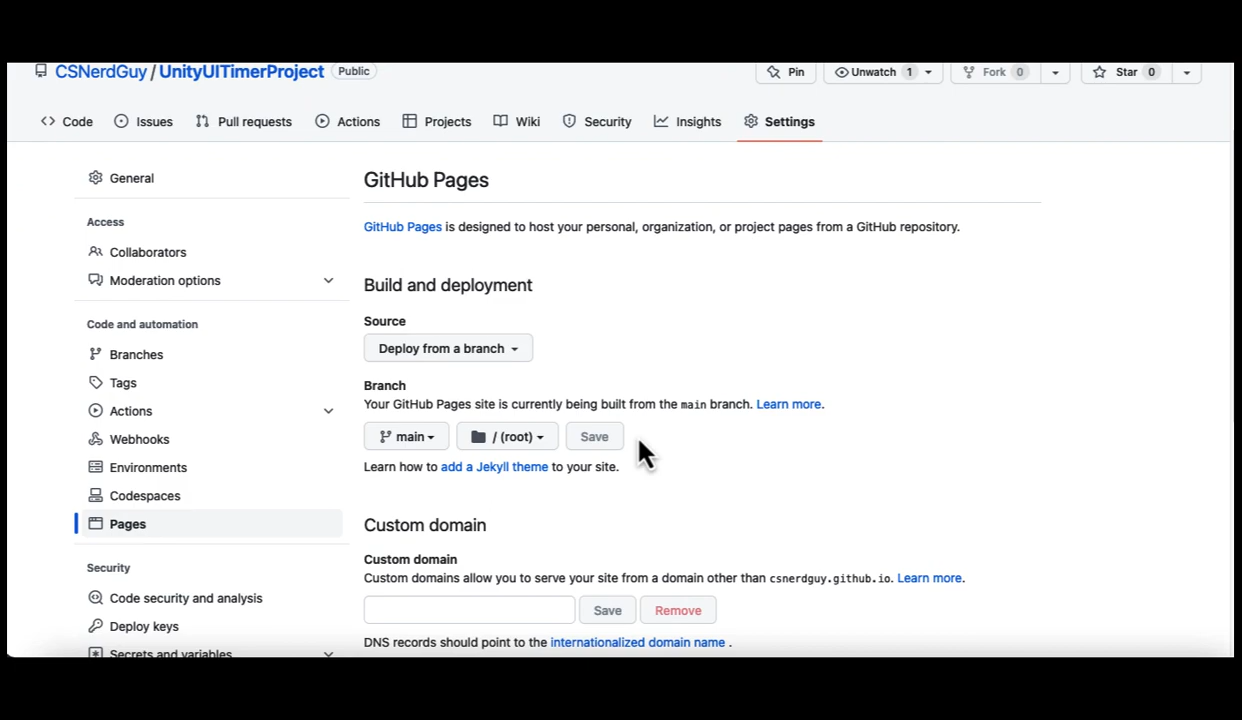 CSNerdGuy / UnityUITimerProject Public
Pin
Unwatch 1
Fork 0
Star 0
Code
Issues
Pull requests
Actions
Projects
Wiki
Security
Insights
Settings
General
Access
Collaborators
Moderation options
Code and automation
Branches
Tags
Actions
Webhooks
Environments
Codespaces
Pages
Security
Code security and analysis
Deploy keys
Secrets and variables
GitHub Pages
GitHub Pages is designed to host your personal, organization, or project pages from a GitHub repository.
Build and deployment
Source
Deploy from a branch
Branch
Your GitHub Pages site is currently being built from the main branch. Learn more.
main
/ (root)
Save
Learn how to add a Jekyll theme to your site.
Custom domain
Custom domain
Custom domains allow you to serve your site from a domain other than csnerdguy.github.io. Learn more.
Save
Remove
DNS records should point to the internationalized domain name .